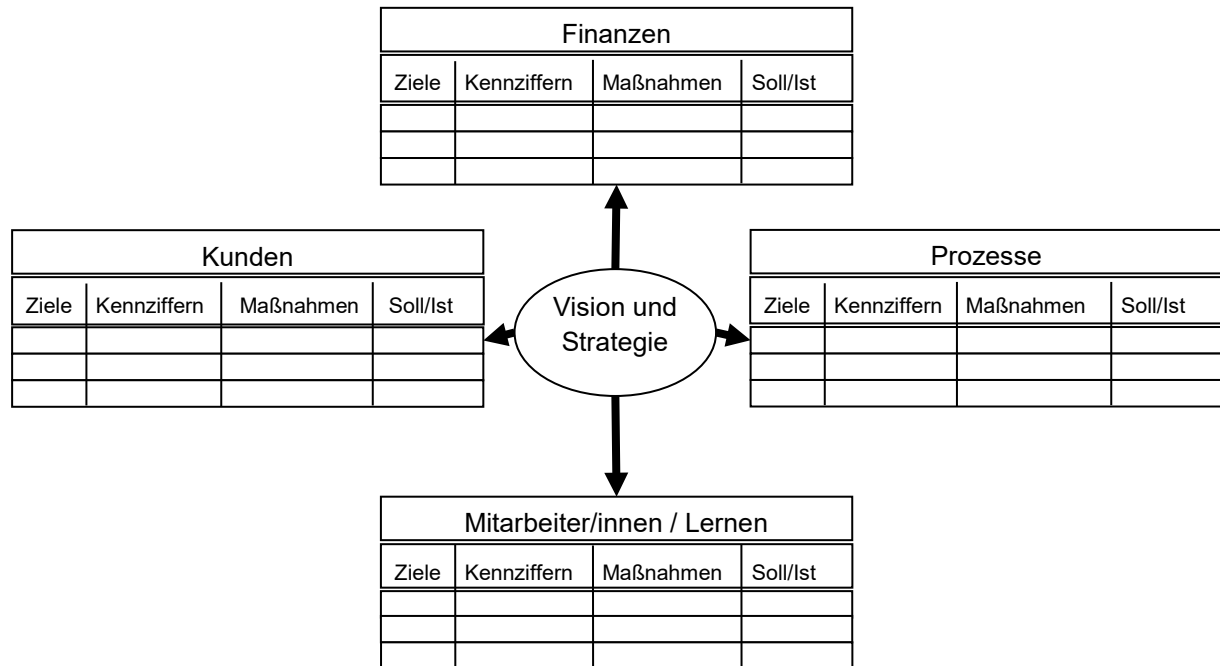 Finanzen
Ziele Kennziffern Maßnahmen Soll/Ist
Kunden
Ziele Kennziffern Maßnahmen Soll/Ist
Vision und
Strategie
Prozesse
Ziele Kennziffern Maßnahmen Soll/Ist
Mitarbeiter/innen / Lernen
Ziele Kennziffern Maßnahmen Soll/Ist